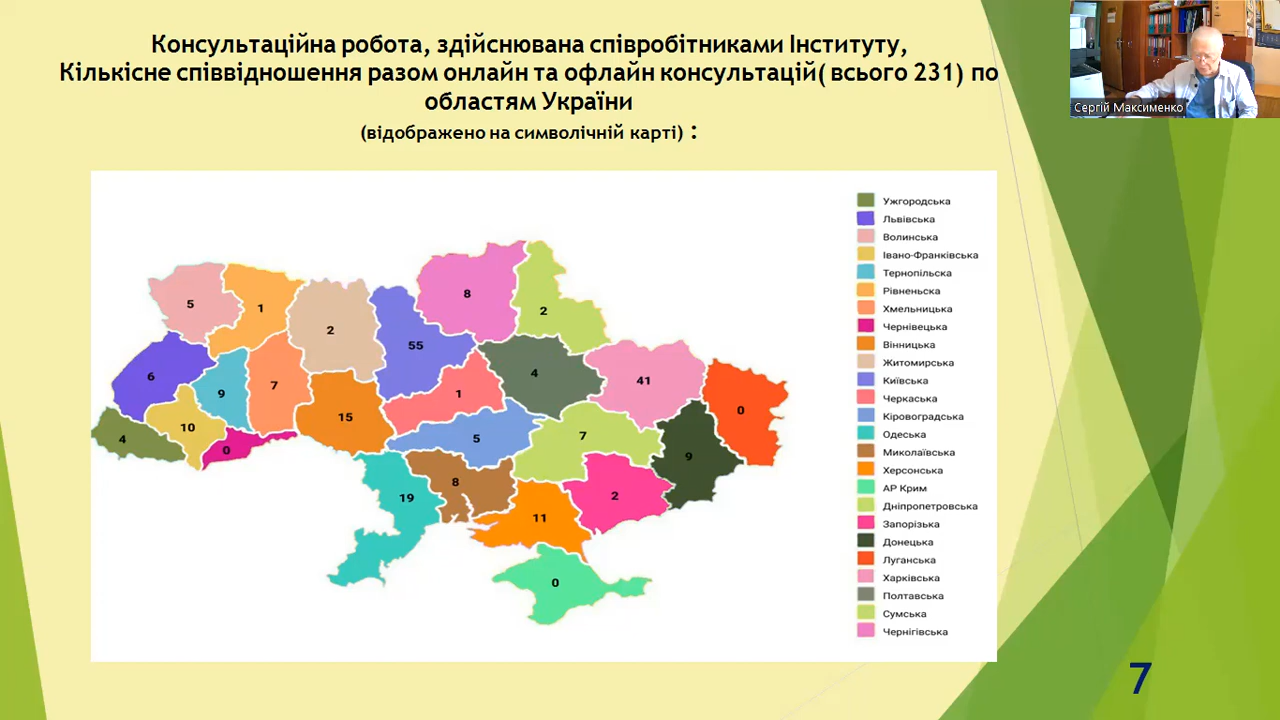 Консультаційна робота, здійснювана співробітниками Інституту,
Кількісне співвідношення разом онлайн та офлайн консультацій( всього 231) по
областям України
(відображено на символічній карті) :
Сергій Максименко
Ужгородська
Львівська
Волинська
Івано-Франківська
Тернопільска
Рівненьска
Хмельницька
Чернівецька
Вінницька
Житомирська
Київська
Черкаська
Кіровоградська
Одеська
Миколаївська
Херсонська
АР Крим
Дніпропетровська
Запорізька
Донецька
Луганська
Харківська
Полтавська
Сумська
Чернігівська
8
5
1
2
2
55
6
9
7
4
41
1
0
10
15
4
0
5
7
9
19
8
2
11
0
7